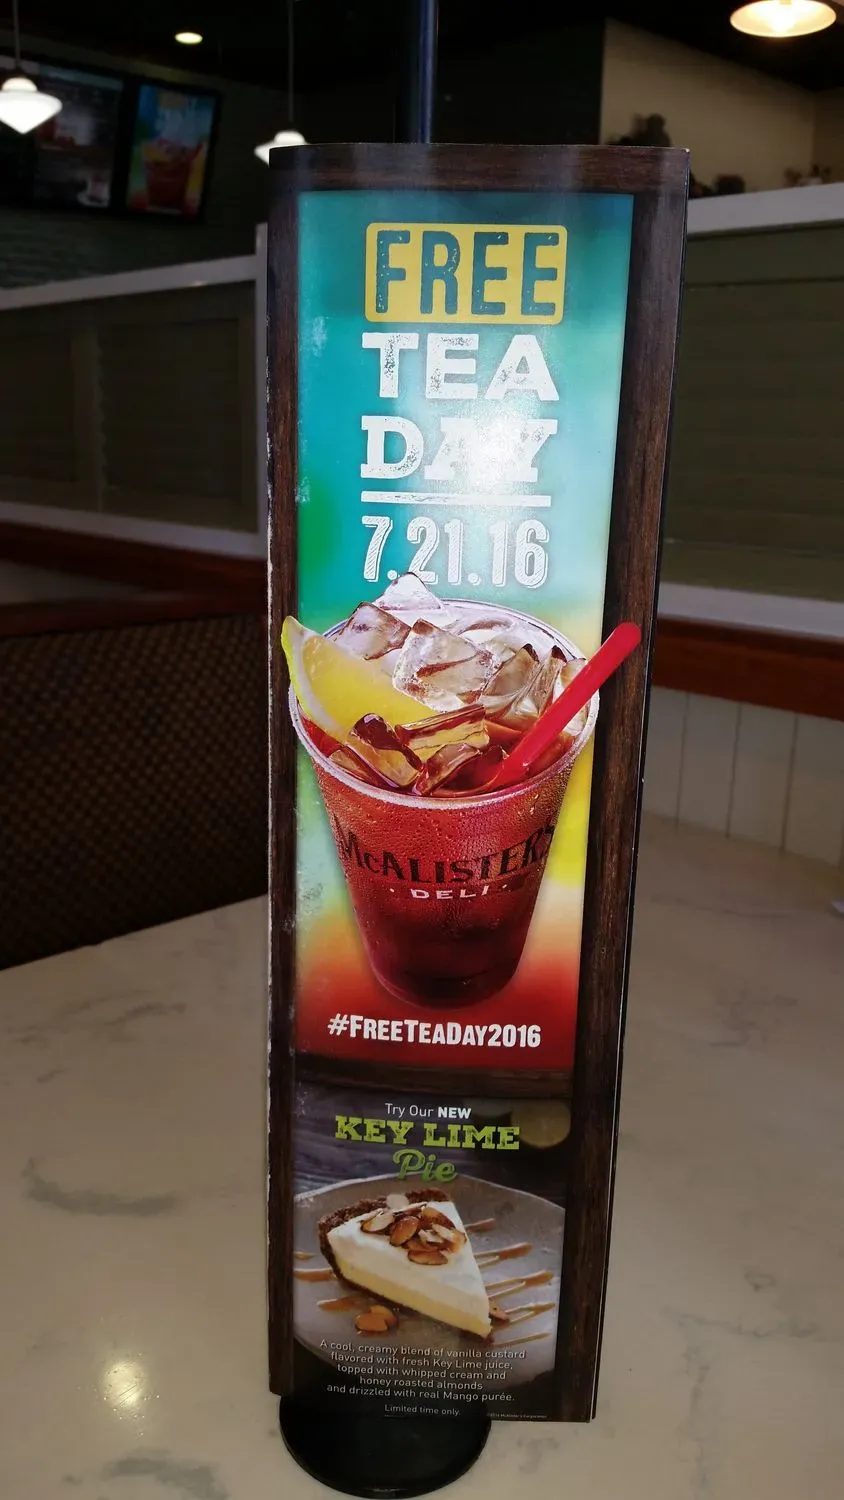 FREE
TEA
DAY
7.21.16
McALISTER'S
DELI
#FREETEADAY2016
Try Our NEW
KEY LIME
Pie
A cool, creamy blend of vanilla custard
flavored with fresh Key Lime juice,
topped with whipped cream and
honey roasted almonds
and drizzled with real Mango purée.
Limited time only.